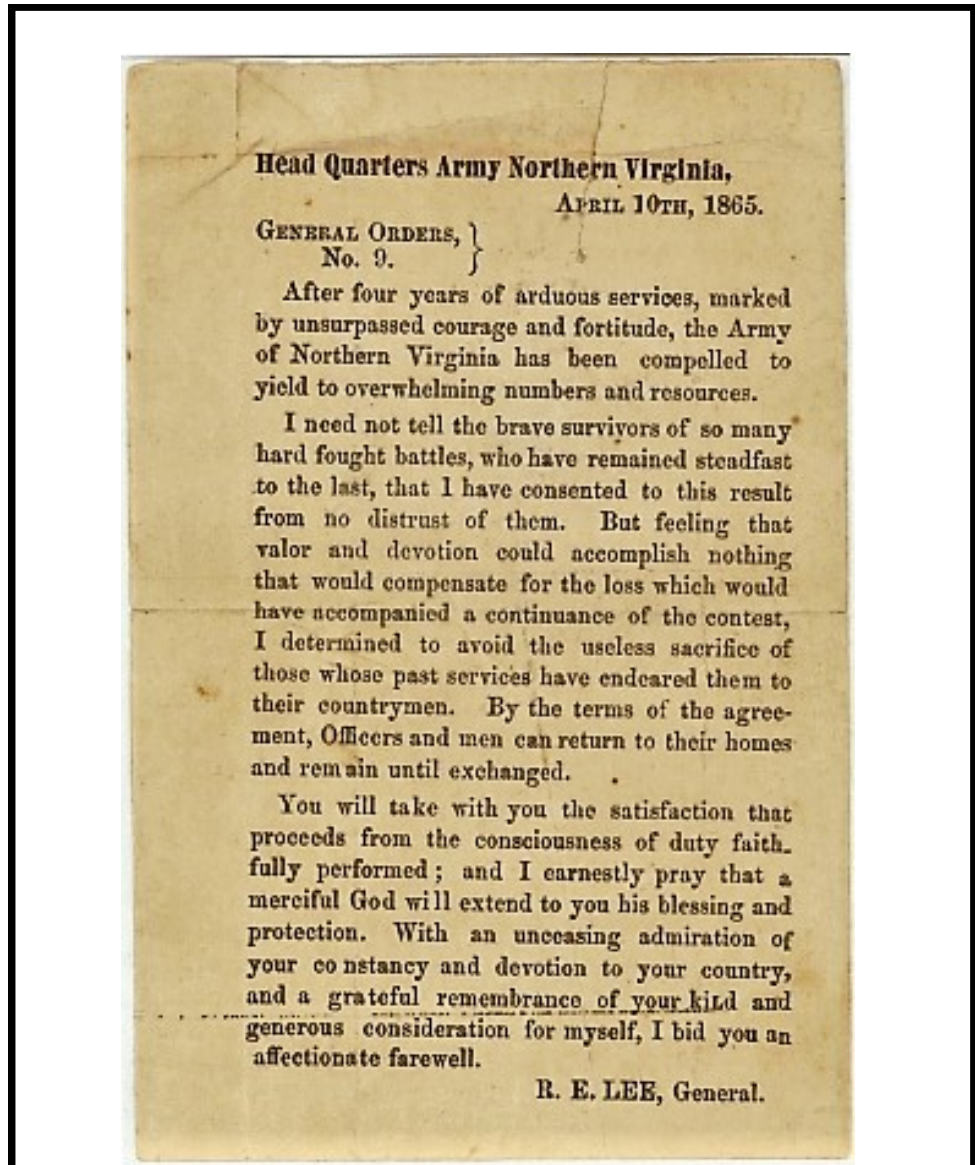 Head Quarters Army Northern Virginia,
APRIL 10TH, 1865.
GENERAL ORDERS, }
No. 9.
After four years of arduous services, marked
by unsurpassed courage and fortitude, the Army
of Northern Virginia has been compelled to
yield to overwhelming numbers and resources.
I need not tell the brave survivors of so many
hard fought battles, who have remained steadfast
to the last, that I have consented to this result
from no distrust of them. But feeling that
valor and devotion could accomplish nothing
that would compensate for the loss which would
have accompanied a continuance of the contest,
I determined to avoid the useless sacrifice of
those whose past services have endeared them to
their countrymen. By the terms of the agree-
ment, Officers and men can return to their homes
and remain until exchanged.
You will take with you the satisfaction that
proceeds from the consciousness of duty faith-
fully performed; and I earnestly pray that a
merciful God will extend to you his blessing and
protection. With an unceasing admiration of
your constancy and devotion to your country,
and a grateful remembrance of your kind and
generous consideration for myself, I bid you an
affectionate farewell.
R. E. LEE, General.